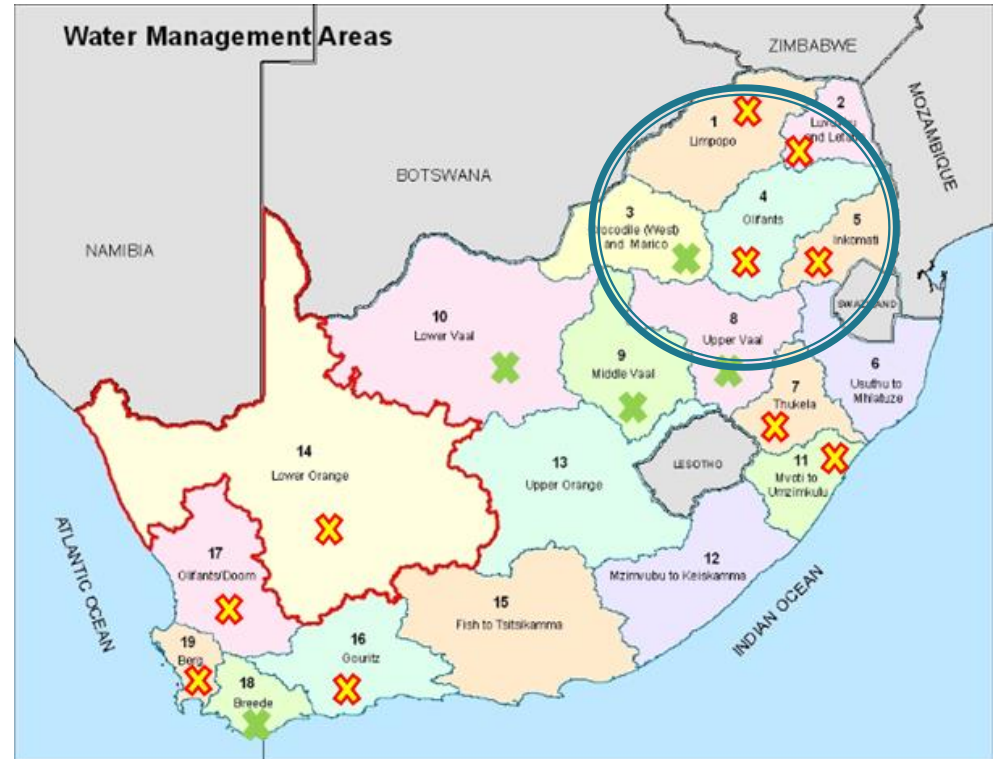 Water Management Areas
ZIMBABWE
MOZAMBIQUE
BOTSWANA
NAMIBIA
1
Limpopo
2
and
3
(West)
and Marico
4
Olifants
5
Inkomati
6
Usuthu to
Mhlatuze
7
Thukela
8
Upper Vaal
9
Middle Vaal
10
Lower Vaal
LESOTHO
11
Mvoti to
Umzimkulu
12
Mzimvubu to Keiskamma
13
Upper Orange
14
Lower Orange
15
Fish to Tsitsikamma
16
Gouritz
17
Olifants/Doorn
18
Breede
19
Berg
ATLANTIC OCEAN
INDIAN OCEAN